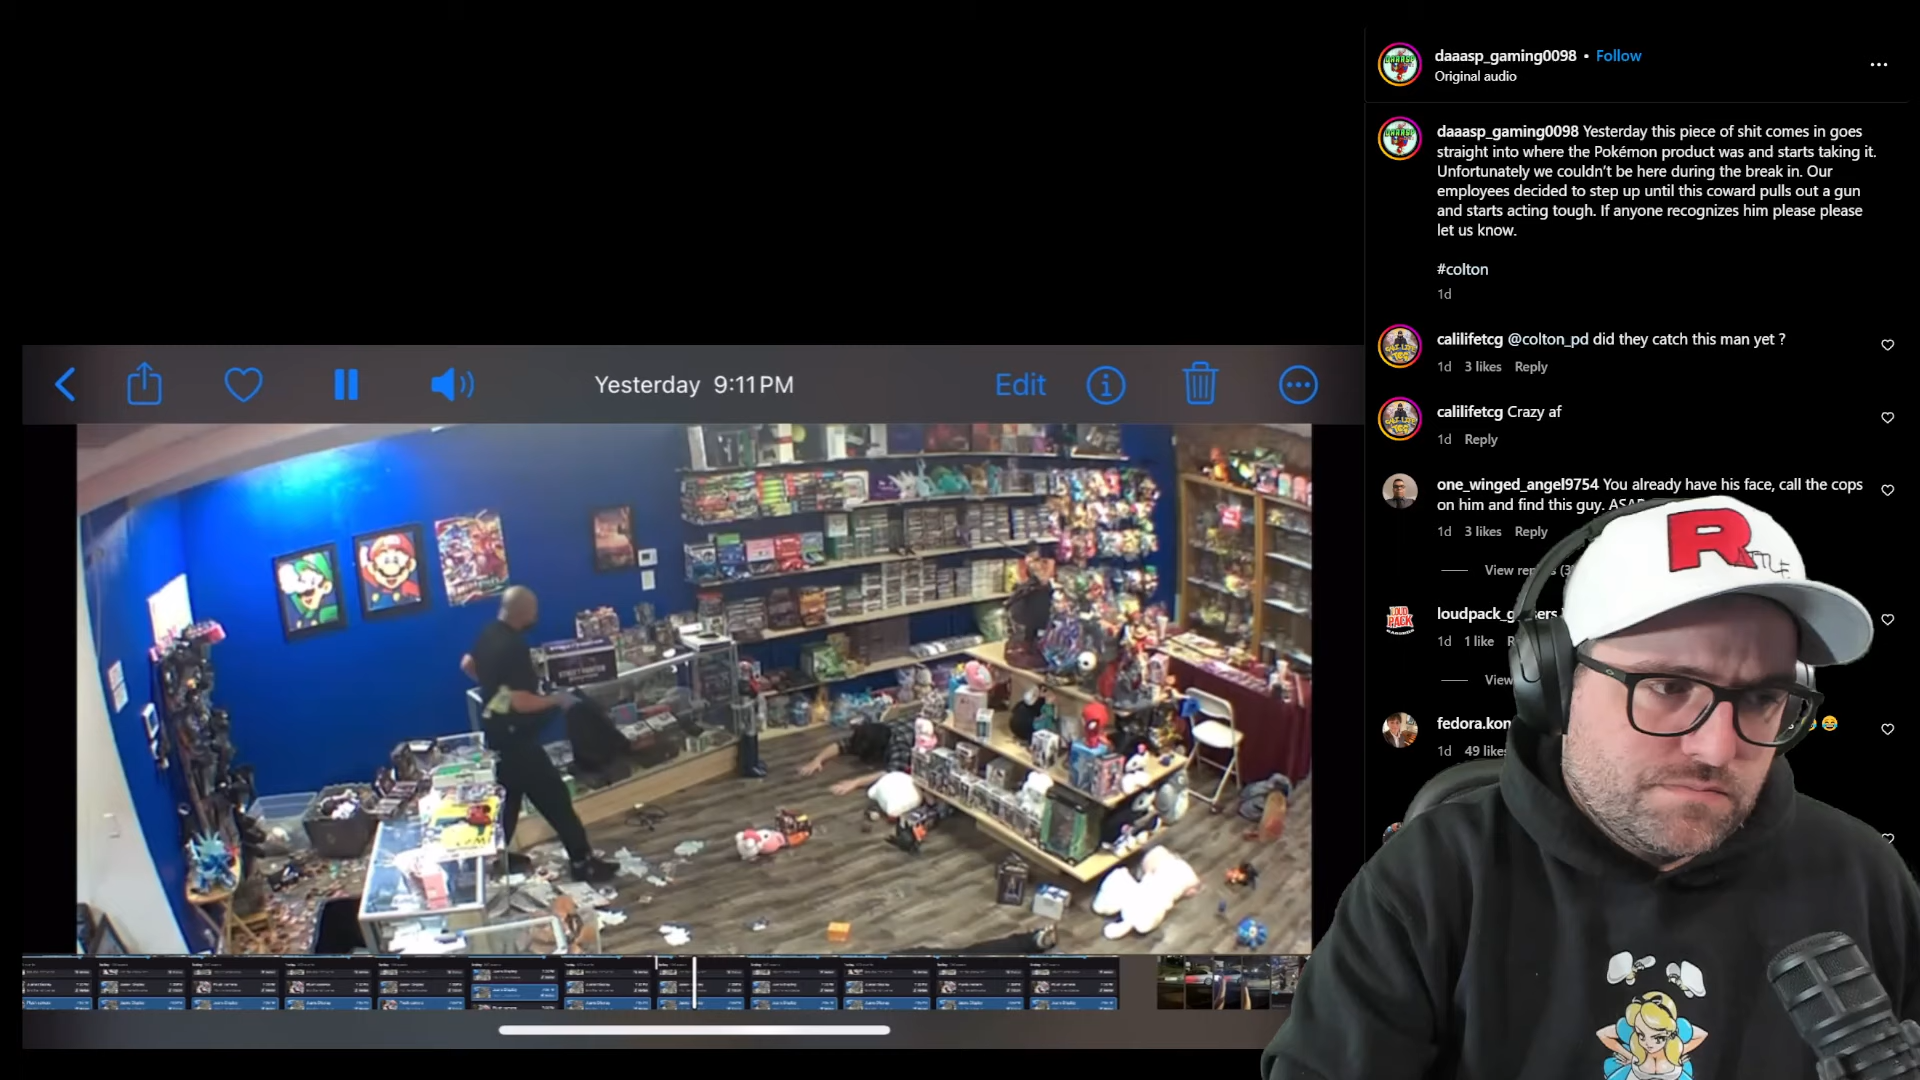 daaasp_gaming0098 • Follow
Original audio
daaasp_gaming0098 Yesterday this piece of shit comes in goes
straight into where the Pokémon product was and starts taking it.
Unfortunately we couldn't be here during the break in. Our
employees decided to step up until this coward pulls out a gun
and starts acting tough. If anyone recognizes him please please
let us know.
#colton
1d
calilifetcg @colton_pd did they catch this man yet ?
1d 3 likes Reply
calilifetcg Crazy af
1d Reply
one_winged_angel9754 You already have his face, call the cops
on him and find this guy.
1d 3 likes Reply
View
1d 1 like
View
1d 49 likes
Yesterday 9:11 PM
Edit
R